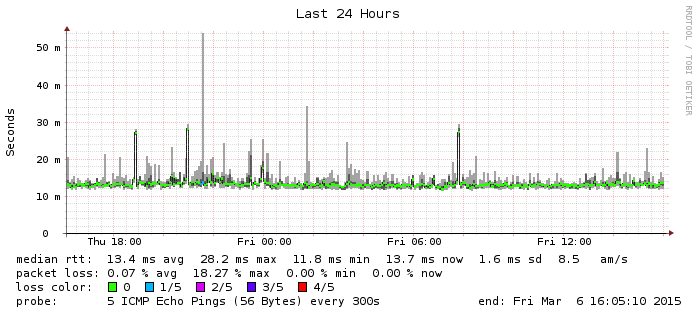 Last 24 Hours
RRDTOOL / TOBI OETIKER
Seconds
50 m
40 m
30 m
20 m
10 m
0
Thu 18:00 Fri 00:00 Fri 06:00 Fri 12:00
median rtt: 13.4 ms avg 28.2 ms max 11.8 ms min 13.7 ms now 1.6 ms sd 8.5 am/s
packet loss: 0.07 % avg 18.27 % max 0.00 % min 0.00 % now
loss color: 0 1/5 2/5 3/5 4/5
probe: 5 ICMP Echo Pings (56 Bytes) every 300s end: Fri Mar 6 16:05:10 2015